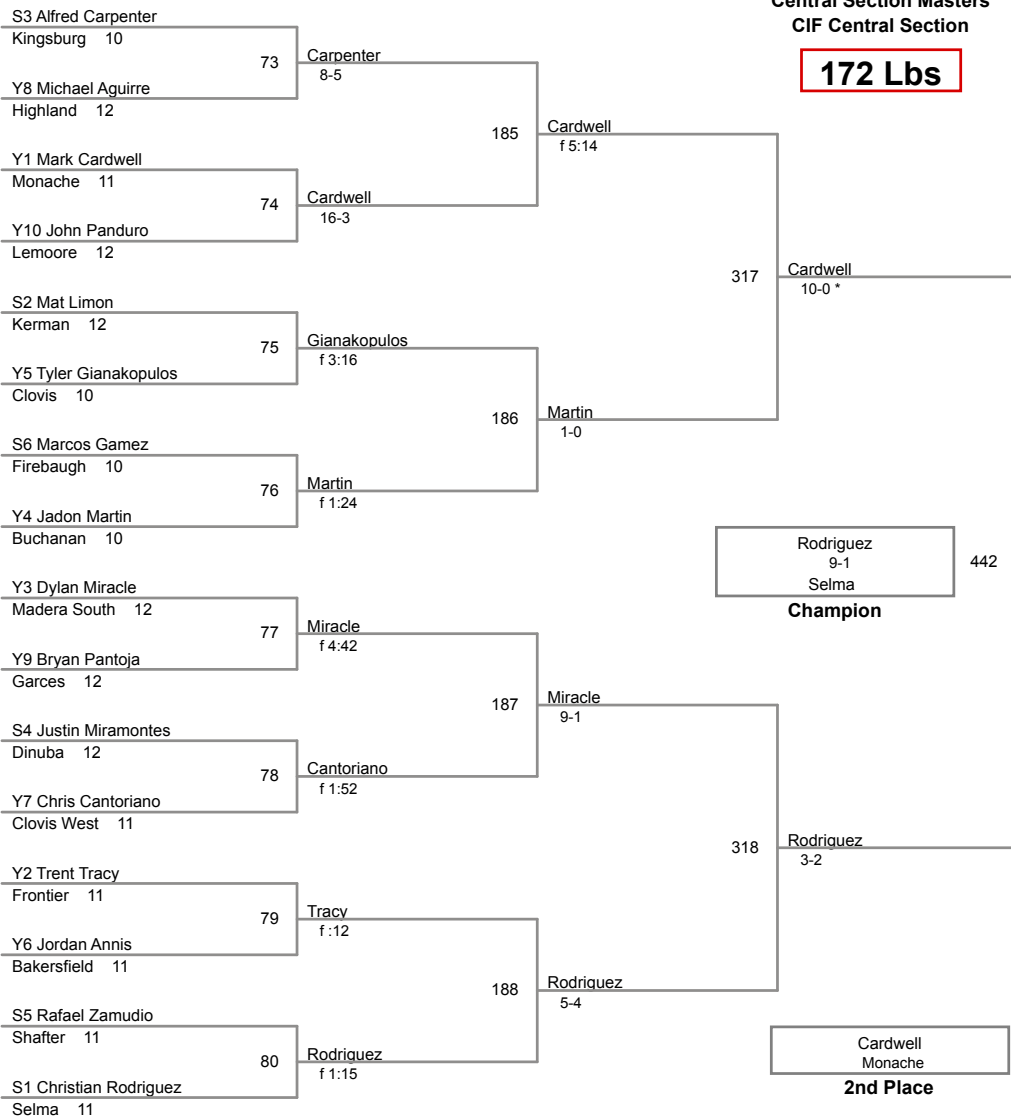 Central Section Masters
CIF Central Section
172 Lbs
S3 Alfred Carpenter
Kingsburg 10
73
Carpenter
8-5
Y8 Michael Aguirre
Highland 12
185
Cardwell
f 5:14
Y1 Mark Cardwell
Monache 11
74
Cardwell
16-3
Y10 John Panduro
Lemoore 12
317
Cardwell
10-0 *
S2 Mat Limon
Kerman 12
75
Gianakopulos
f 3:16
Y5 Tyler Gianakopulos
Clovis 10
186
Martin
1-0
S6 Marcos Gamez
Firebaugh 10
76
Martin
f 1:24
Y4 Jadon Martin
Buchanan 10
Rodriguez
9-1
Selma
442
Champion
Y3 Dylan Miracle
Madera South 12
77
Miracle
f 4:42
Y9 Bryan Pantoja
Garces 12
187
Miracle
9-1
S4 Justin Miramontes
Dinuba 12
78
Cantoriano
f 1:52
Y7 Chris Cantoriano
Clovis West 11
318
Rodriguez
3-2
Y2 Trent Tracy
Frontier 11
79
Tracy
f :12
Y6 Jordan Annis
Bakersfield 11
188
Rodriguez
5-4
S5 Rafael Zamudio
Shafter 11
80
Rodriguez
f 1:15
S1 Christian Rodriguez
Selma 11
Cardwell
Monache
2nd Place